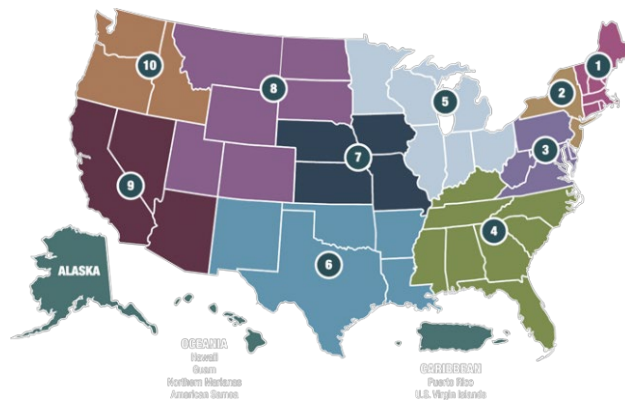 1
10
2
8
5
3
7
9
4
6
ALASKA
OCEANIA
Hawaii
Guam
Northern Marianas
American Samoa
CARIBBEAN
Puerto Rico
U.S. Virgin Islands